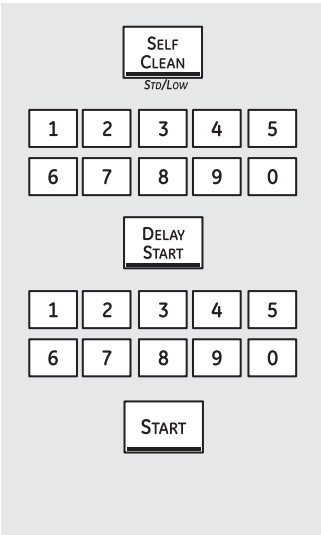 SELF
CLEAN
STD/LOW
1 2 3 4 5
6 7 8 9 0
DELAY
START
1 2 3 4 5
6 7 8 9 0
START